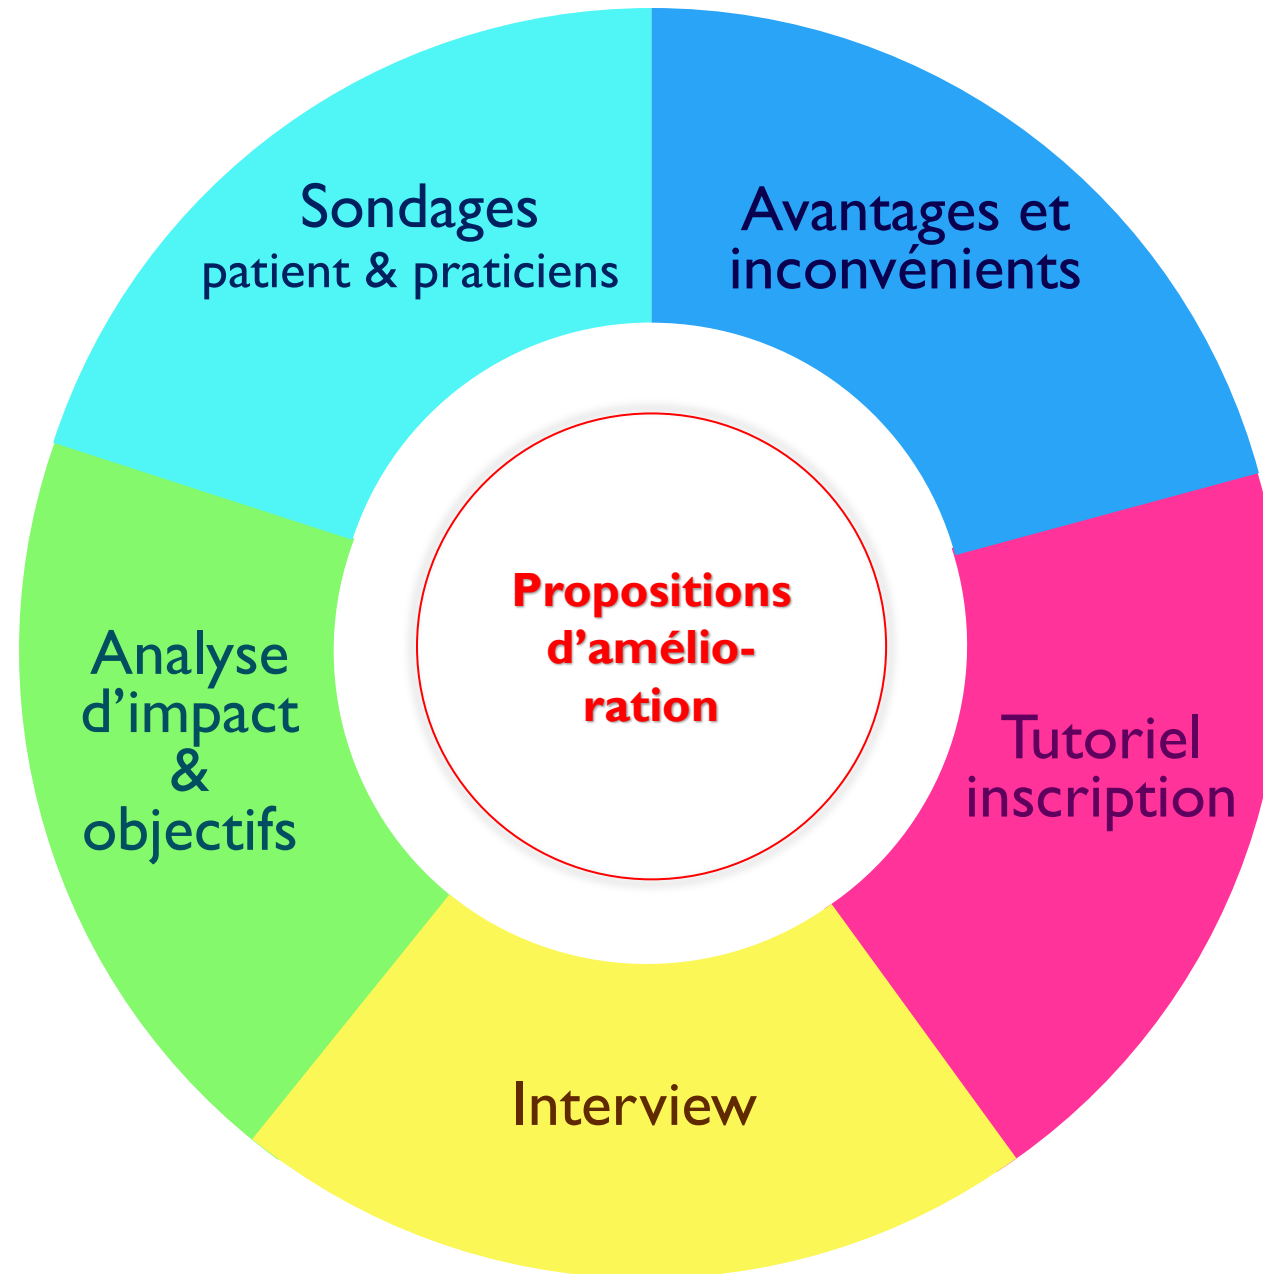 Sondages
patient & praticiens
Avantages et
inconvénients
Propositions
d’amélio-
ration
Analyse
d’impact
&
objectifs
Tutoriel
inscription
Interview